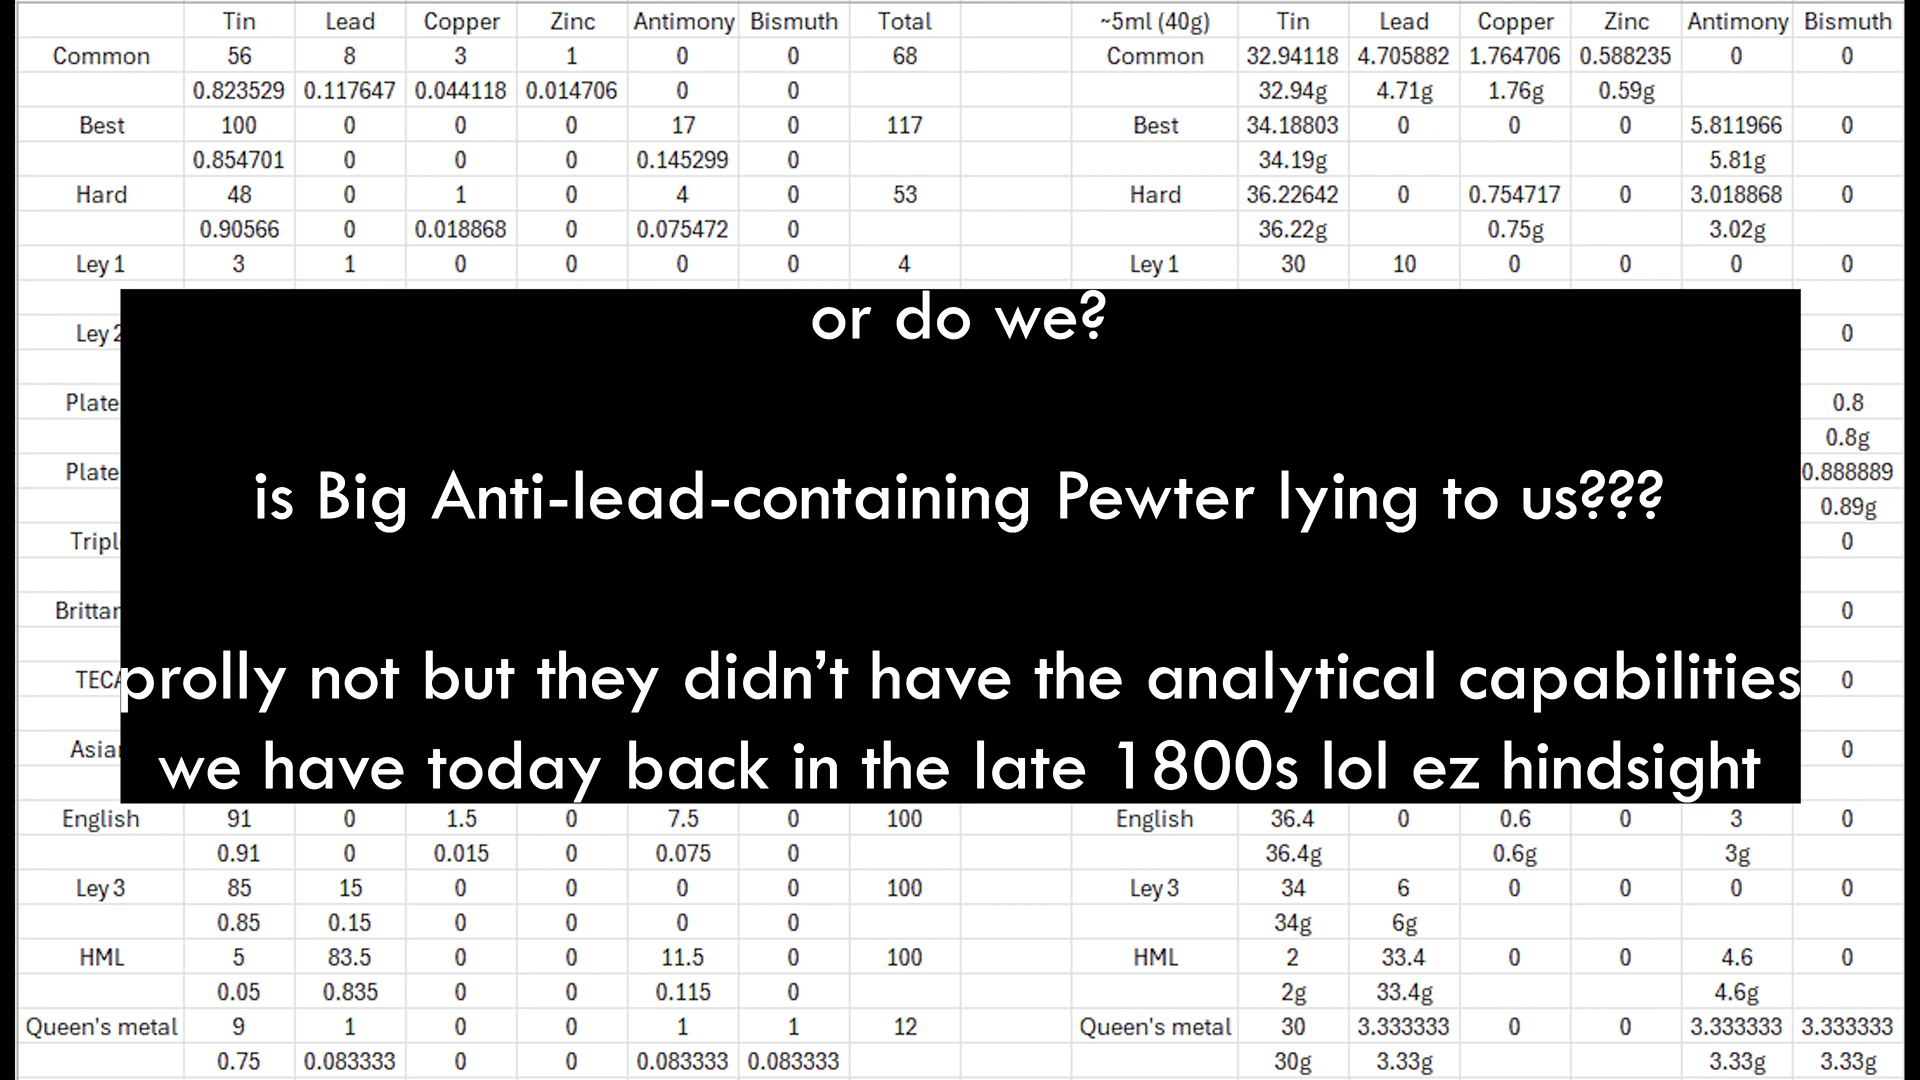 Tin Lead Copper Zinc Antimony Bismuth Total ~5ml (40g) Tin Lead Copper Zinc Antimony Bismuth
Common 56 8 3 1 0 0 68 Common 32.94118 4.705882 1.764706 0.588235 0 0
0.823529 0.117647 0.044118 0.014706 0 0 32.94g 4.71g 1.76g 0.59g
Best 100 0 0 0 17 0 117 Best 34.18803 0 0 0 5.811966 0
0.854701 0 0 0 0.145299 0 34.19g 5.81g
Hard 48 0 1 0 4 0 53 Hard 36.22642 0 0.754717 0 3.018868 0
0.90566 0 0.018868 0 0.075472 0 36.22g 0.75g 3.02g
Ley 1 3 1 0 0 0 0 4 Ley 1 30 10 0 0 0 0
or do we?
Ley 2 0
Plate 0.8
0.8g
is Big Anti-lead-containing Pewter lying to us???
Plate 0.888889
0.89g
Tripl 0
Brittan 0
prolly not but they didn't have the analytical capabilities
TECA 0
we have today back in the late 1800s lol ez hindsight
Asian 0
English 91 0 1.5 0 7.5 0 100 English 36.4 0 0.6 0 3 0
0.91 0 0.015 0 0.075 0 36.4g 0.6g 3g
Ley 3 85 15 0 0 0 0 100 Ley 3 34 6 0 0 0 0
0.85 0.15 0 0 0 0 34g 6g
HML 5 83.5 0 0 11.5 0 100 HML 2 33.4 0 0 4.6 0
0.05 0.835 0 0 0.115 0 2g 33.4g 4.6g
Queen's metal 9 1 0 0 1 1 12 Queen's metal 30 3.333333 0 0 3.333333 3.333333
0.75 0.083333 0 0 0.083333 0.083333 30g 3.33g 3.33g 3.33g